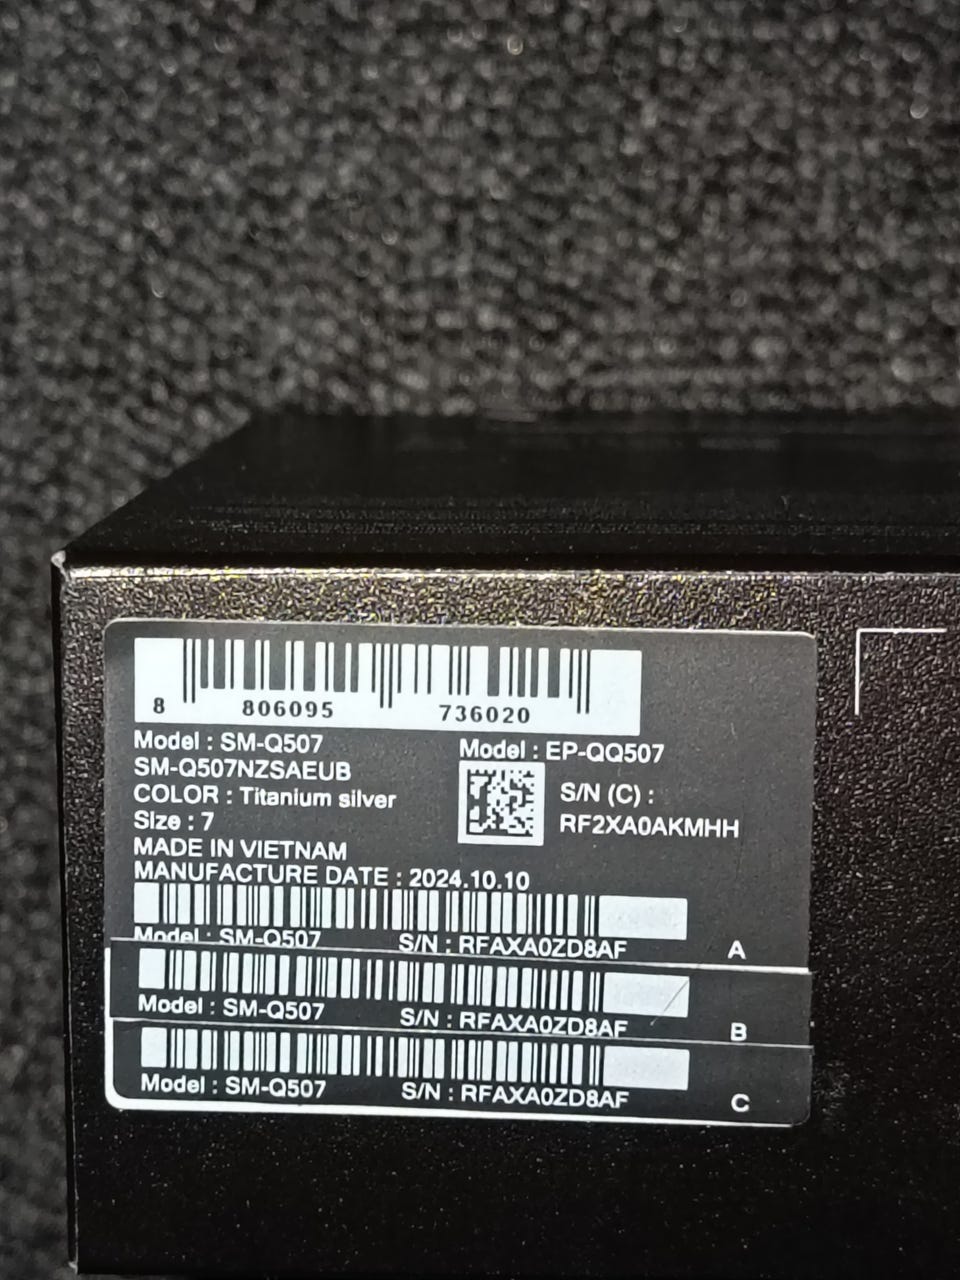 8 806095 736020
Model : SM-Q507
SM-Q507NZSAEUB
COLOR : Titanium silver
Size : 7
MADE IN VIETNAM
MANUFACTURE DATE : 2024.10.10
Model : EP-QQ507
S/N (C) :
RF2XA0AKMHH
Model : SM-Q507 S/N : RFAXA0ZD8AF A
Model : SM-Q507 S/N : RFAXA0ZD8AF B
Model : SM-Q507 S/N : RFAXA0ZD8AF C